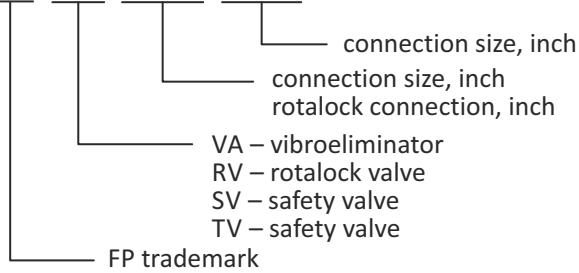 connection size, inch
connection size, inch
rotalock connection, inch
VA – vibroeliminator
RV – rotalock valve
SV – safety valve
TV – safety valve
FP trademark